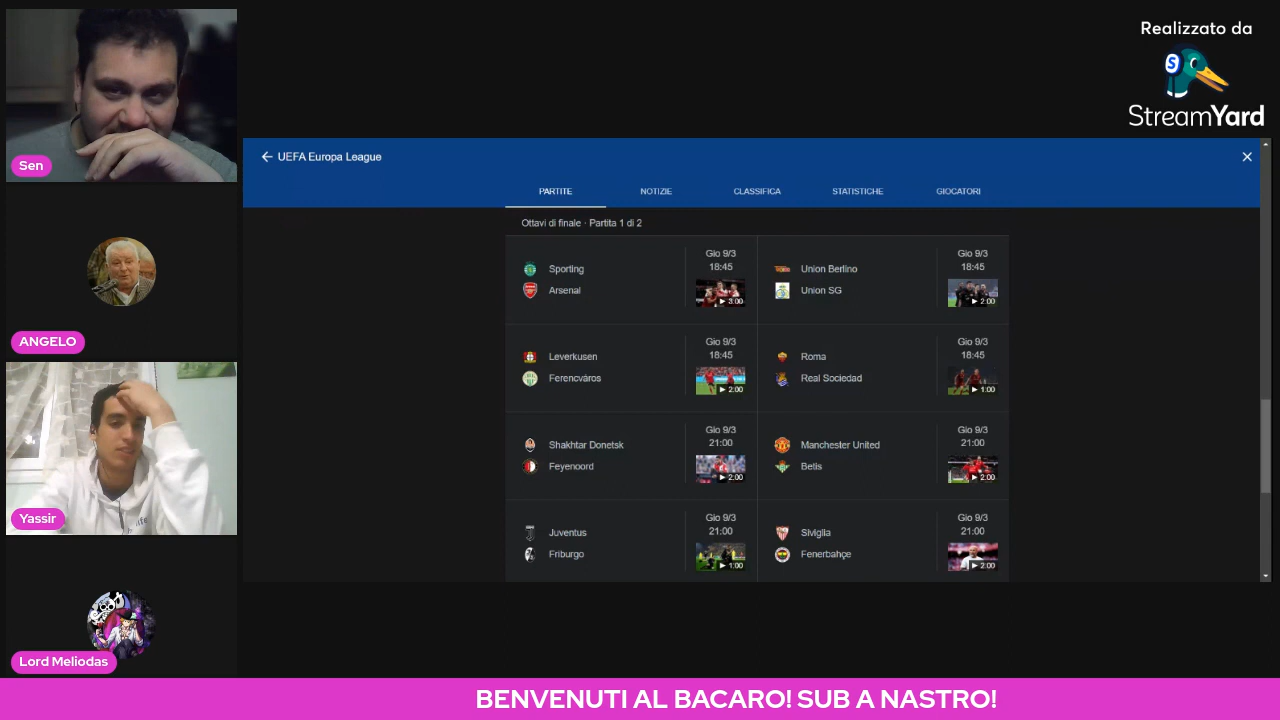 Realizzato da
S
StreamYard
UEFA Europa League
PARTITE NOTIZIE CLASSIFICA STATISTICHE GIOCATORI
Ottavi di finale · Partita 1 di 2
Sporting
Arsenal
Gio 9/3
18:45
3:00
Union Berlino
Union SG
Gio 9/3
18:45
2:00
Leverkusen
Ferencváros
Gio 9/3
18:45
2:00
Roma
Real Sociedad
Gio 9/3
18:45
1:00
Shakhtar Donetsk
Feyenoord
Gio 9/3
21:00
2:00
Manchester United
Betis
Gio 9/3
21:00
2:00
Juventus
Friburgo
Gio 9/3
21:00
1:00
Siviglia
Fenerbahçe
Gio 9/3
21:00
2:00
Sen
ANGELO
Yassir
Lord Meliodas
BENVENUTI AL BACARO! SUB A NASTRO!